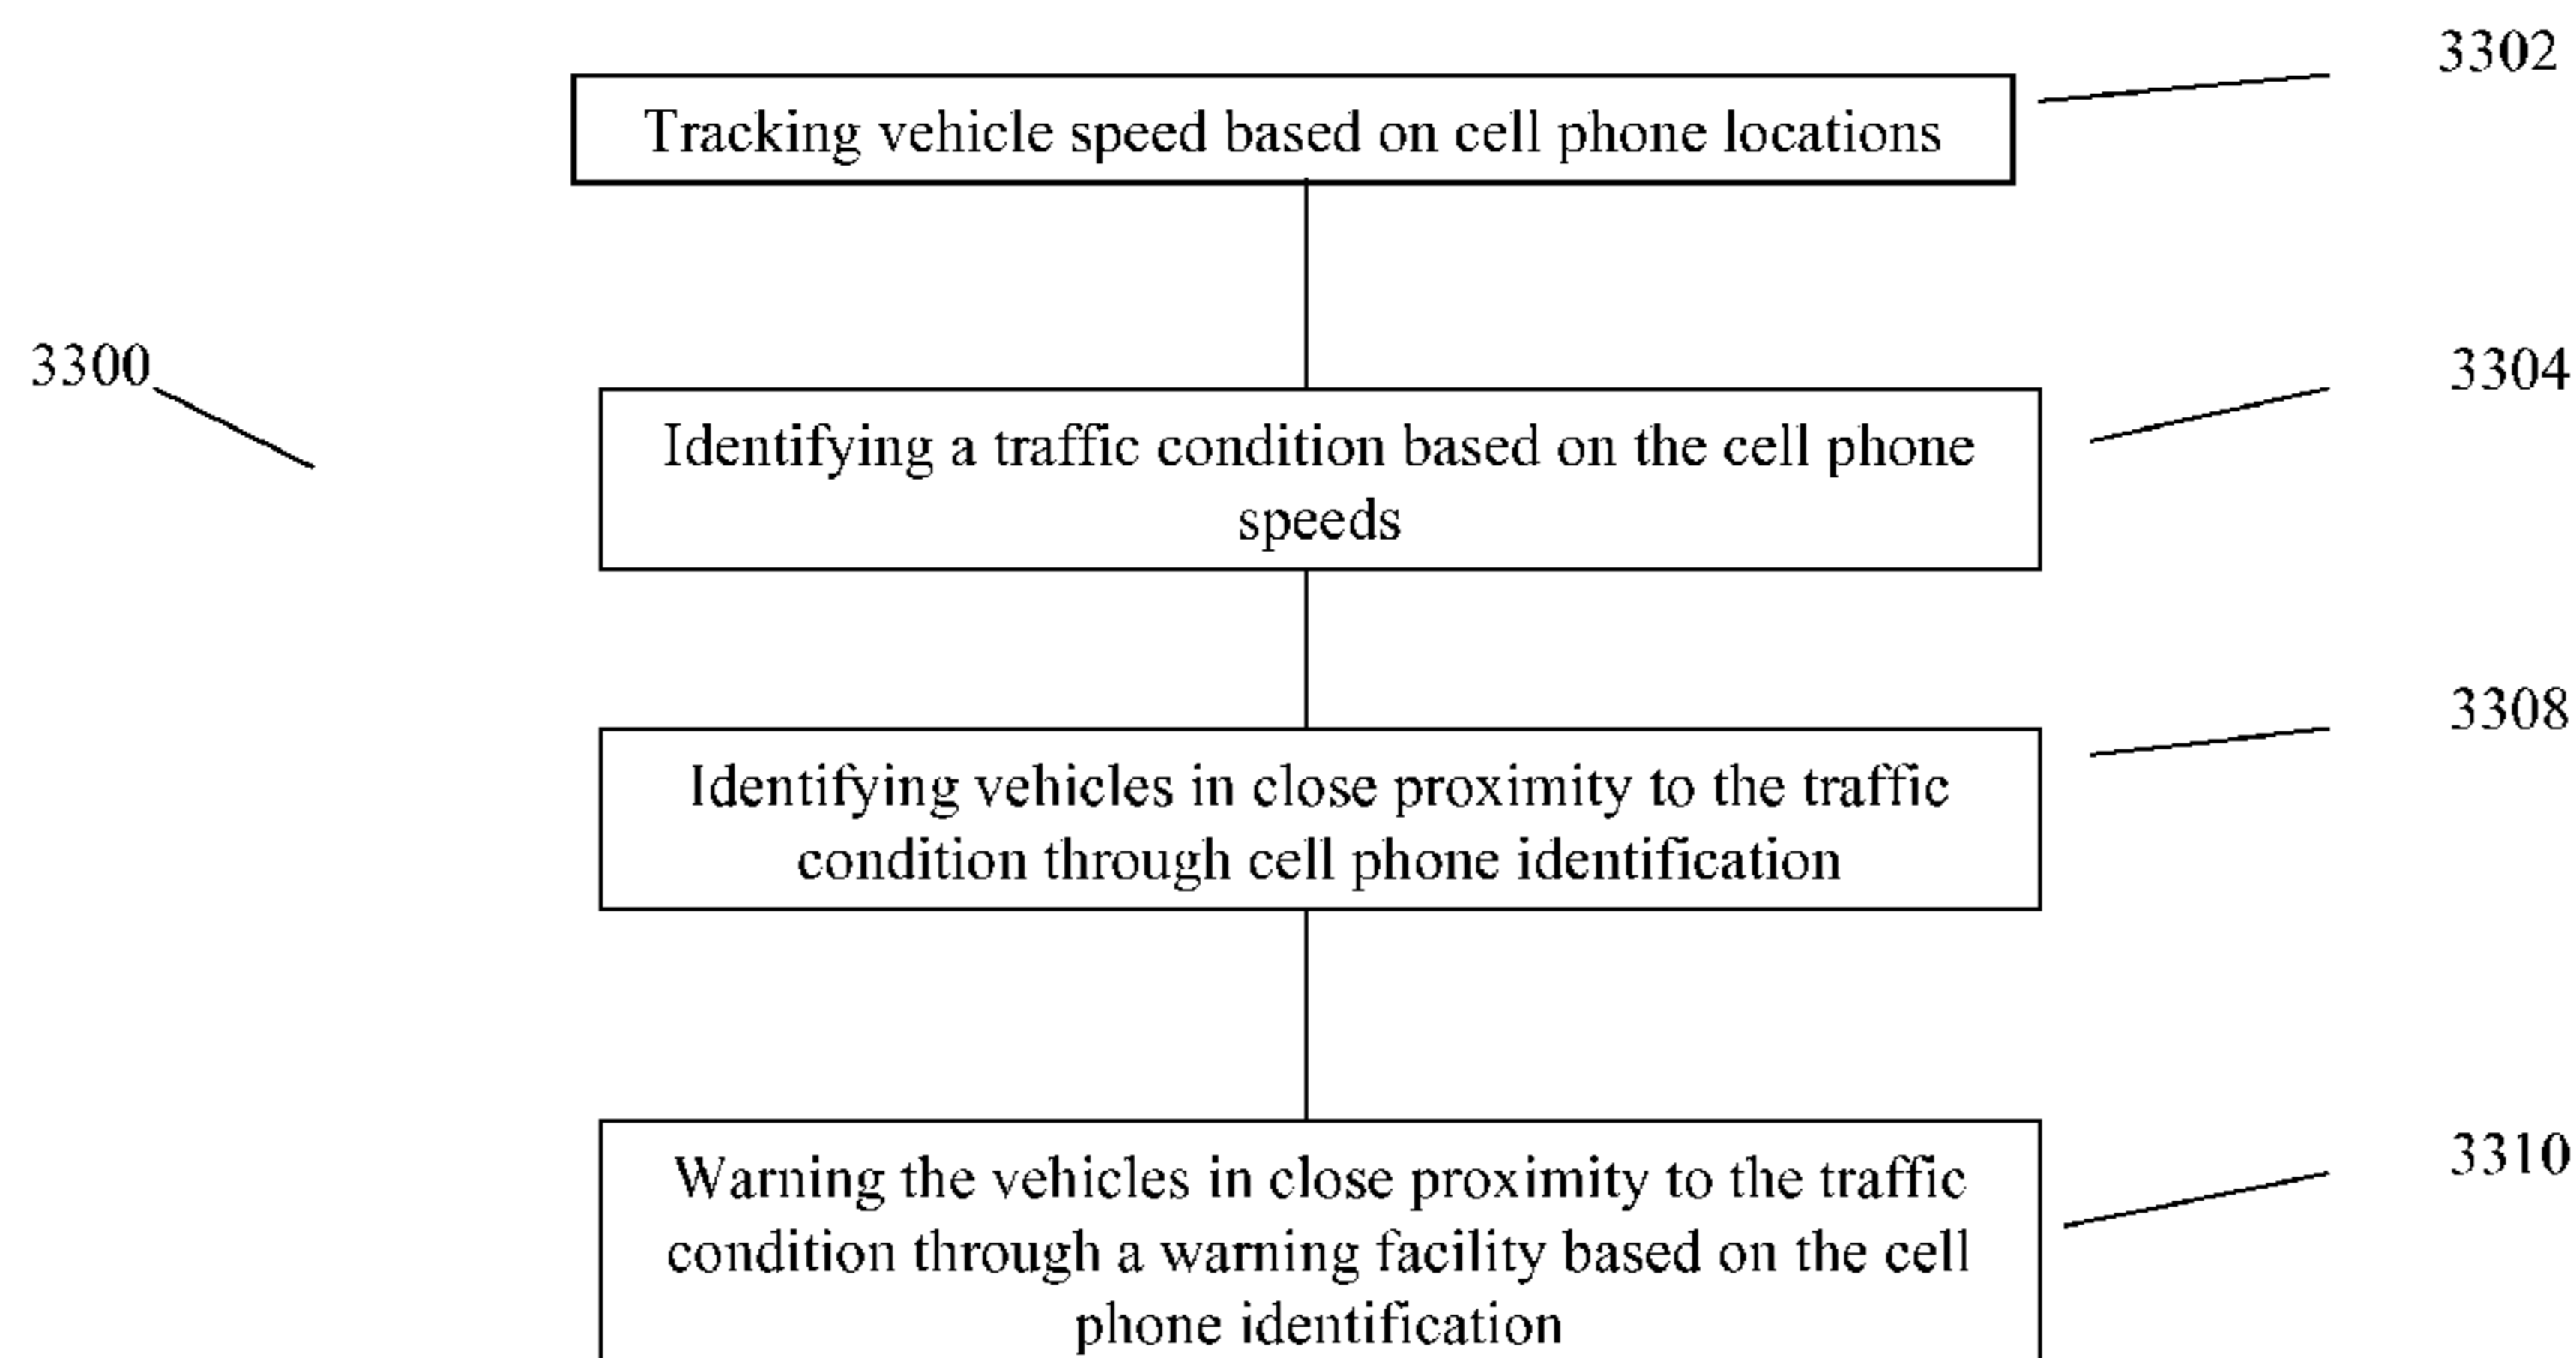 3302
Tracking vehicle speed based on cell phone locations
3300
3304
Identifying a traffic condition based on the cell phone
speeds
3308
Identifying vehicles in close proximity to the traffic
condition through cell phone identification
3310
Warning the vehicles in close proximity to the traffic
condition through a warning facility based on the cell
phone identification